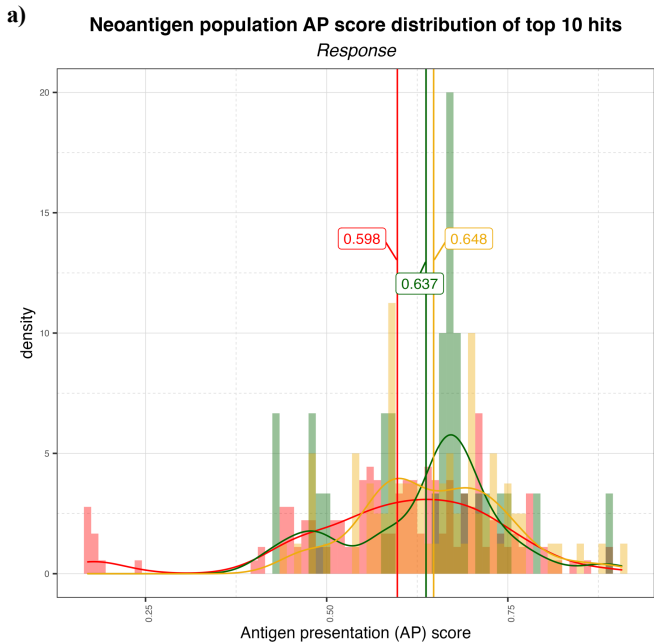 a)
Neoantigen population AP score distribution of top 10 hits
Response
20
15
10
5
0
density
0.598
0.648
0.637
0.25
0.50
0.75
Antigen presentation (AP) score